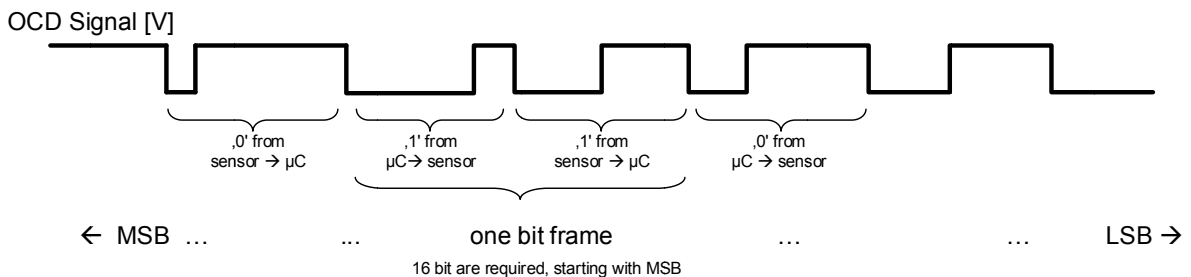 OCD Signal [V]
‚0' from
sensor → µC
‚1' from
µC→ sensor
‚1' from
sensor → µC
‚0' from
µC → sensor
← MSB … ... one bit frame … … LSB →
16 bit are required, starting with MSB